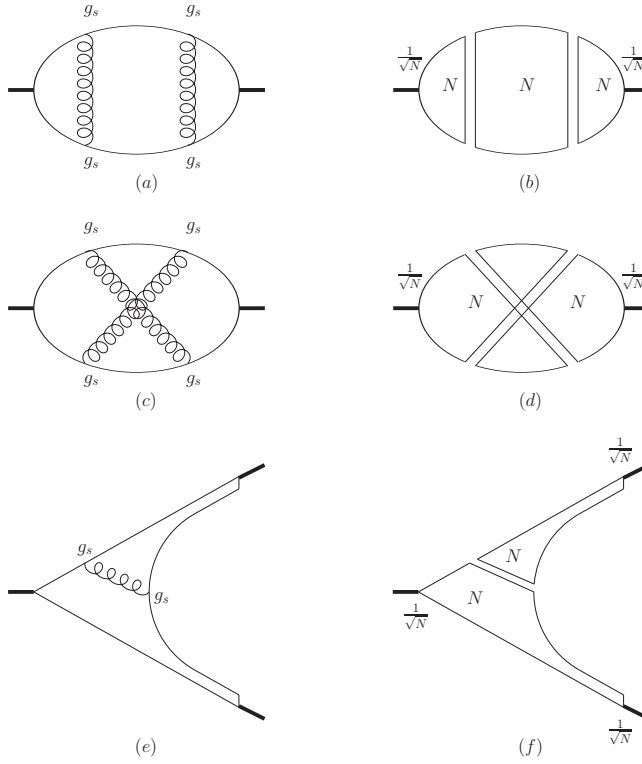 g_s g_s
1/√N N N N 1/√N
g_s g_s
(a) (b)
g_s g_s
1/√N N N 1/√N
g_s g_s
(c) (d)
1/√N
g_s
g_s
N
N
1/√N
1/√N
(e) (f)